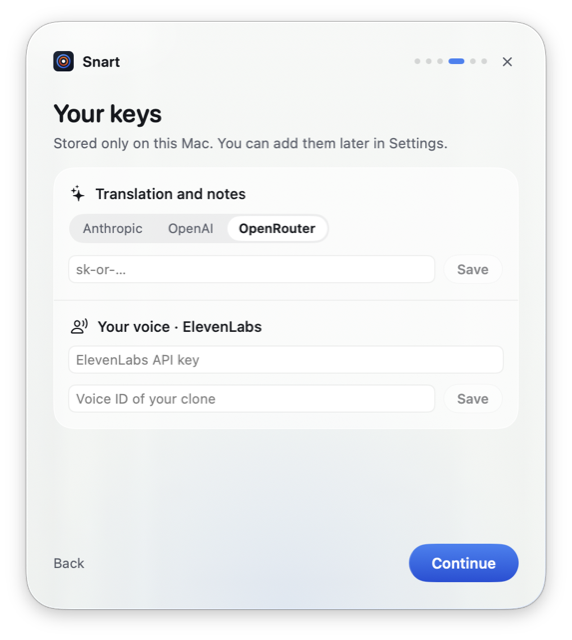 Snart
Your keys
Stored only on this Mac. You can add them later in Settings.
Translation and notes
Anthropic OpenAI OpenRouter
sk-or-... Save
Your voice · ElevenLabs
ElevenLabs API key
Voice ID of your clone Save
Back Continue